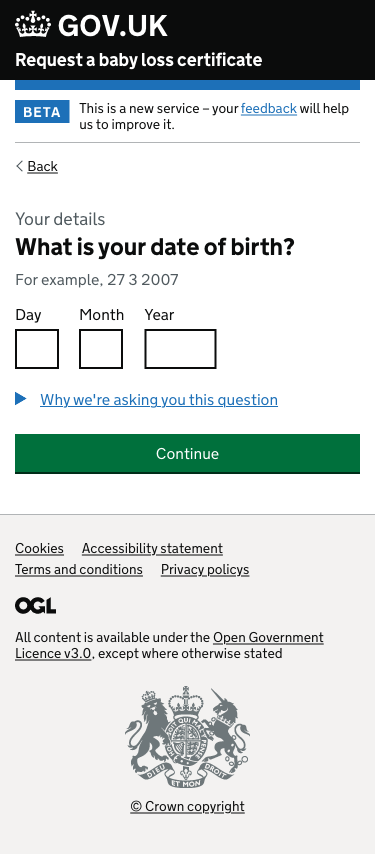 GOV.UK
Request a baby loss certificate
BETA
This is a new service – your feedback will help
us to improve it.
Back
Your details
What is your date of birth?
For example, 27 3 2007
Day Month Year
Why we're asking you this question
Continue
Cookies Accessibility statement
Terms and conditions Privacy policys
OGL
All content is available under the Open Government
Licence v3.0, except where otherwise stated
DIEU ET MON DROIT
© Crown copyright